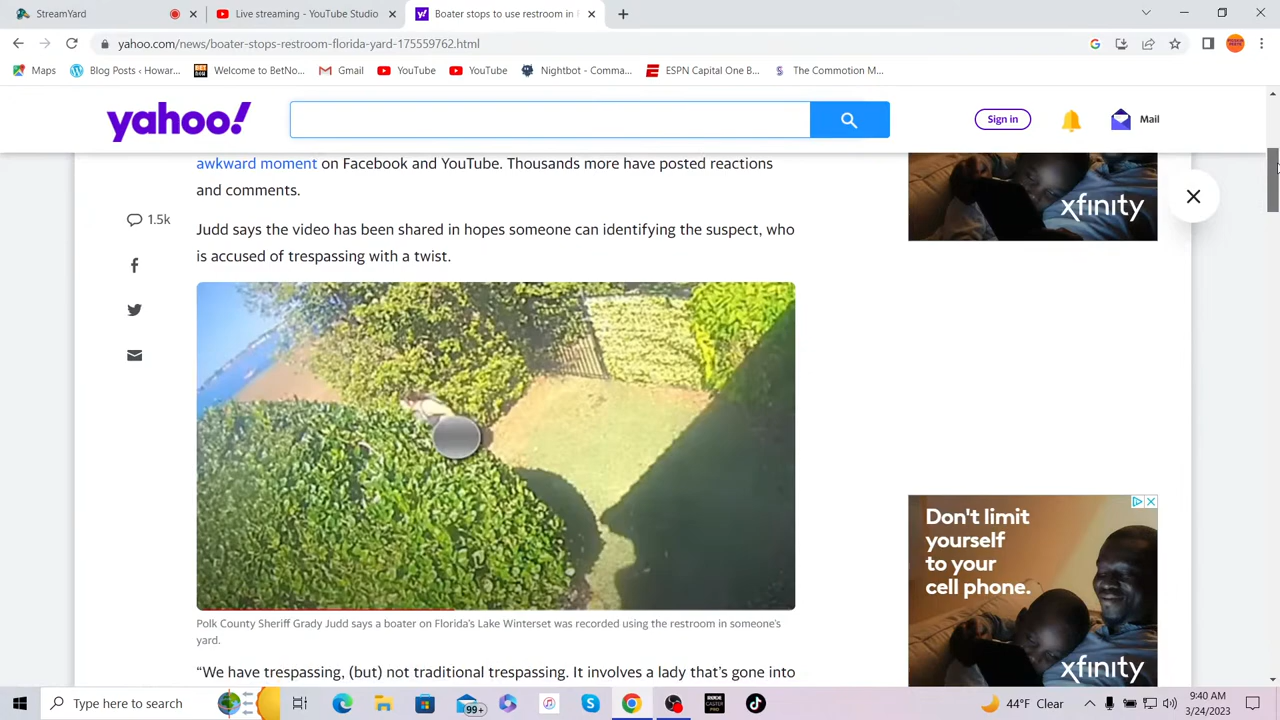 StreamYard
Live streaming - YouTube Studio
Boater stops to use restroom in
yahoo.com/news/boater-stops-restroom-florida-yard-175559762.html
Maps
Blog Posts ‹ Howar...
Welcome to BetNo...
Gmail
YouTube
YouTube
Nightbot - Comma...
ESPN Capital One B...
The Commotion M...
yahoo!
Sign in
Mail
awkward moment on Facebook and YouTube. Thousands more have posted reactions
and comments.
xfinity
1.5k
Judd says the video has been shared in hopes someone can identifying the suspect, who
is accused of trespassing with a twist.
Don't limit
yourself
to your
cell phone.
xfinity
Polk County Sheriff Grady Judd says a boater on Florida's Lake Winterset was recorded using the restroom in someone's
yard.
“We have trespassing, (but) not traditional trespassing. It involves a lady that’s gone into
Type here to search
99+
44°F Clear
9:40 AM
3/24/2023